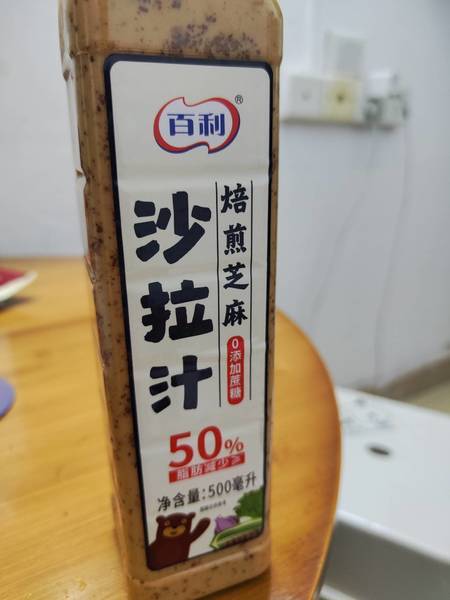 百利®
焙煎芝麻
沙拉汁
0添加蔗糖
50%
脂肪减少
净含量:500毫升